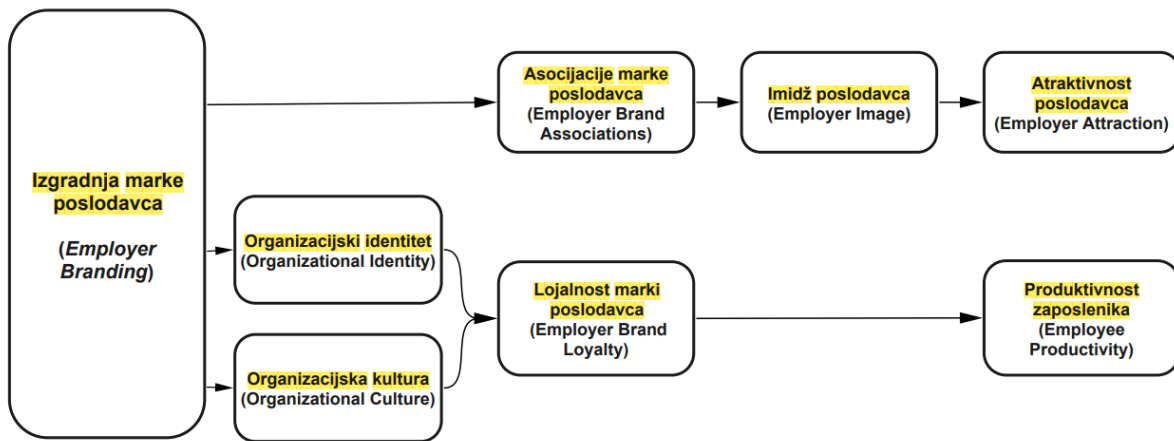 Izgradnja marke
poslodavca
(Employer
Branding)
Asocijacije marke
poslodavca
(Employer Brand
Associations)
Imidž poslodavca
(Employer Image)
Atraktivnost
poslodavca
(Employer Attraction)
Organizacijski identitet
(Organizational Identity)
Organizacijska kultura
(Organizational Culture)
Lojalnost marki
poslodavca
(Employer Brand
Loyalty)
Produktivnost
zaposlenika
(Employee
Productivity)